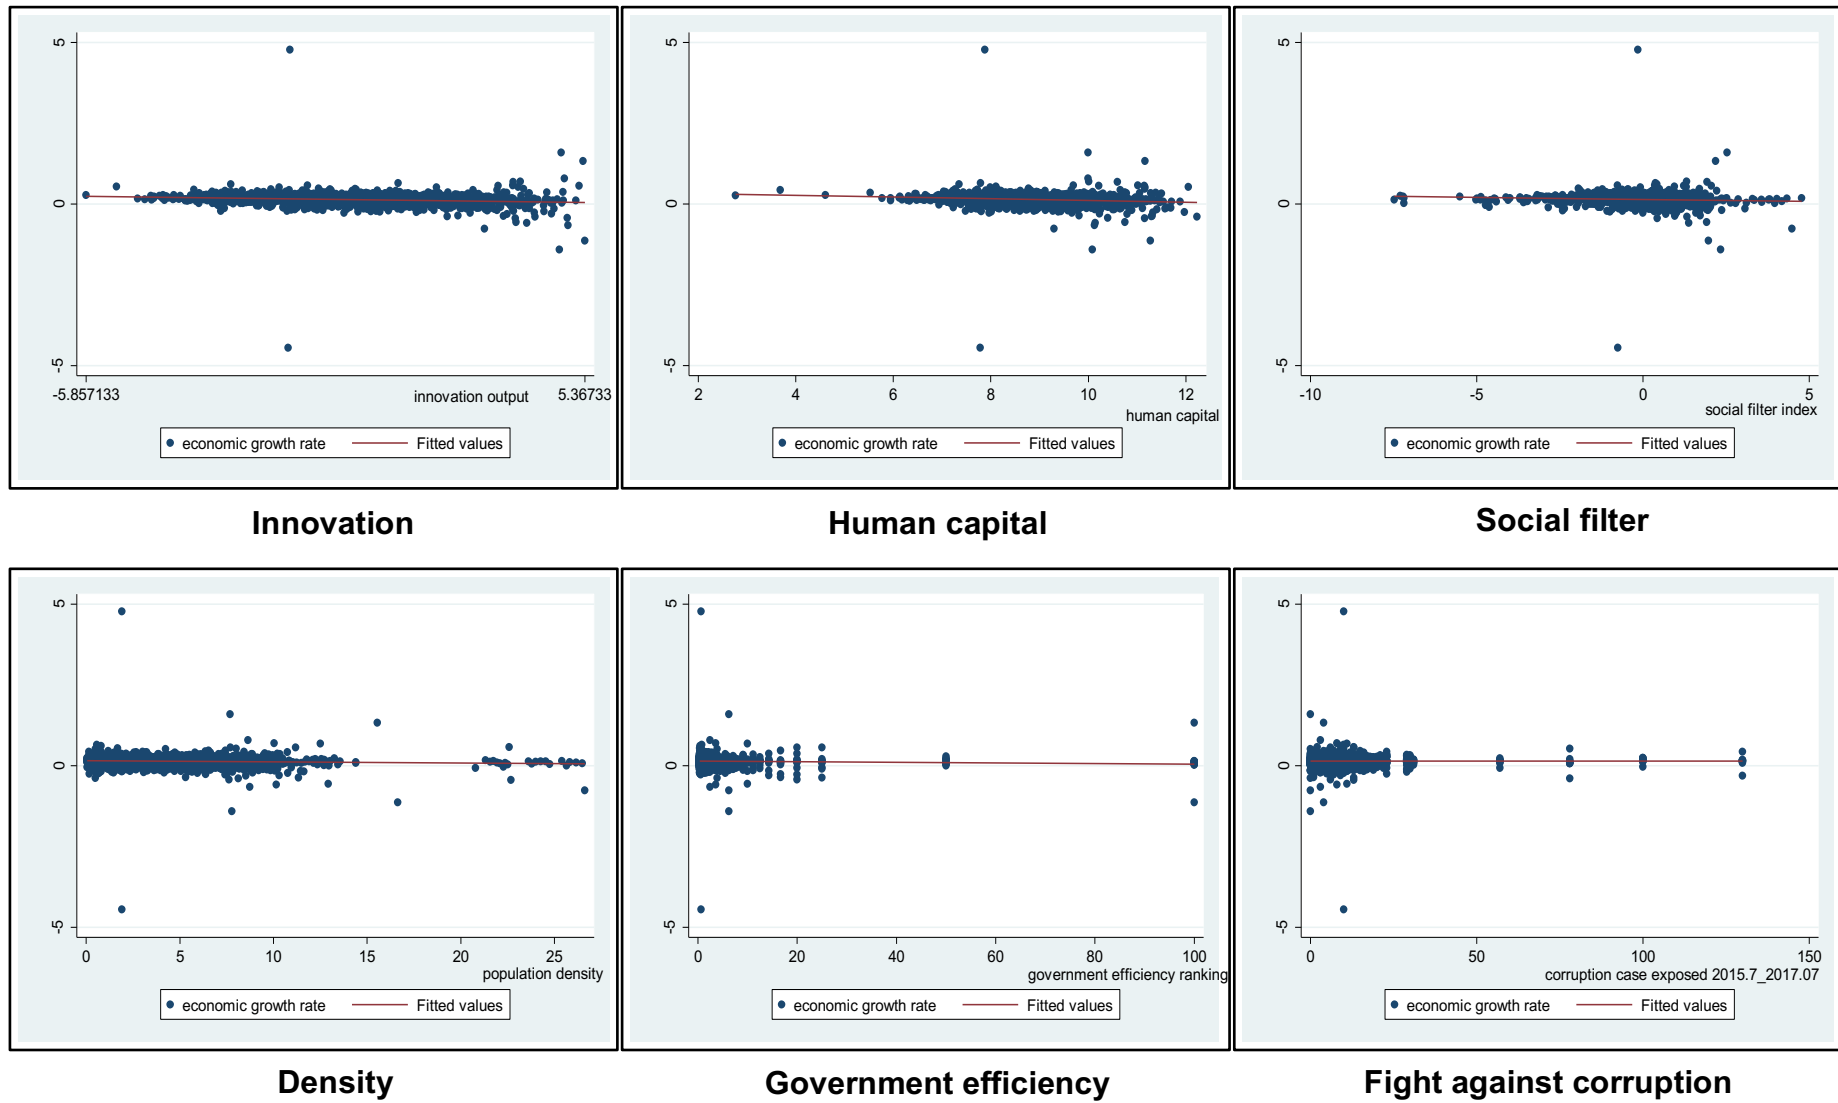 5
0
-5
-5.857133
5.36733
innovation output
economic growth rate
Fitted values
Innovation
5
0
-5
2
4
6
8
10
12
human capital
economic growth rate
Fitted values
Human capital
5
0
-5
-10
-5
0
5
social filter index
economic growth rate
Fitted values
Social filter
5
0
-5
0
5
10
15
20
25
population density
economic growth rate
Fitted values
Density
5
0
-5
0
20
40
60
80
100
government efficiency ranking
economic growth rate
Fitted values
Government efficiency
5
0
-5
0
50
100
150
corruption case exposed 2015.7_2017.07
economic growth rate
Fitted values
Fight against corruption